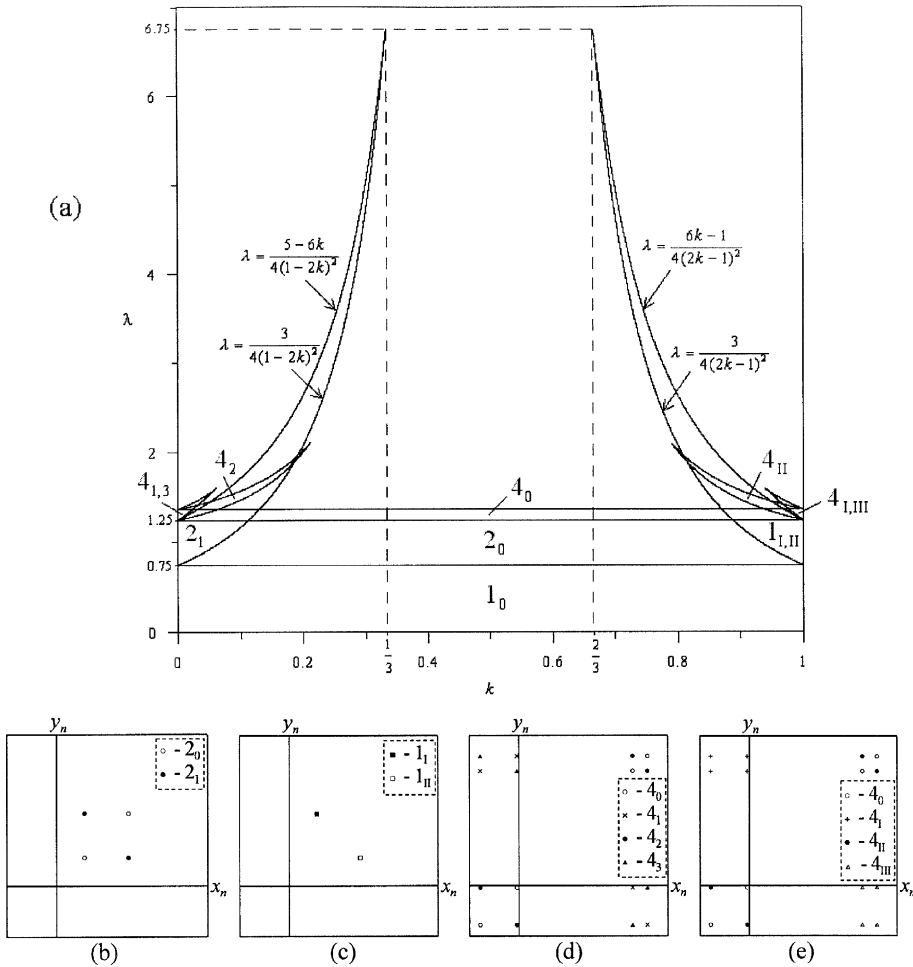 (a)
6.75
6
4
2
1.25
0.75
0
λ
λ = (5 − 6k) / 4(1 − 2k)²
λ = 3 / 4(1 − 2k)²
λ = (6k − 1) / 4(2k − 1)²
λ = 3 / 4(2k − 1)²
4₁,₃
4₂
2₁
4₀
2₀
1₀
4_II
4_I,III
1_I,II
0 0.2 1/3 0.4 0.6 2/3 0.8 1
k
yₙ
- 2₀
- 2₁
xₙ
(b)
yₙ
- 1_I
- 1_II
xₙ
(c)
yₙ
- 4₀
- 4₁
- 4₂
- 4₃
xₙ
(d)
yₙ
- 4₀
- 4_I
- 4_II
- 4_III
xₙ
(e)